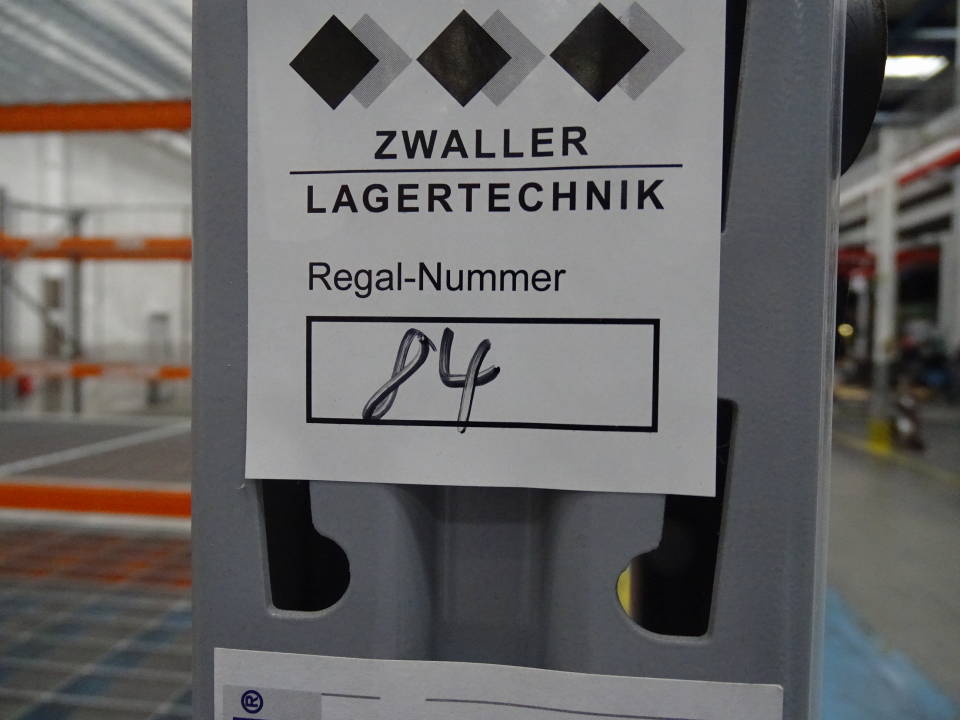 ZWALLER
LAGERTECHNIK
Regal-Nummer
84
®